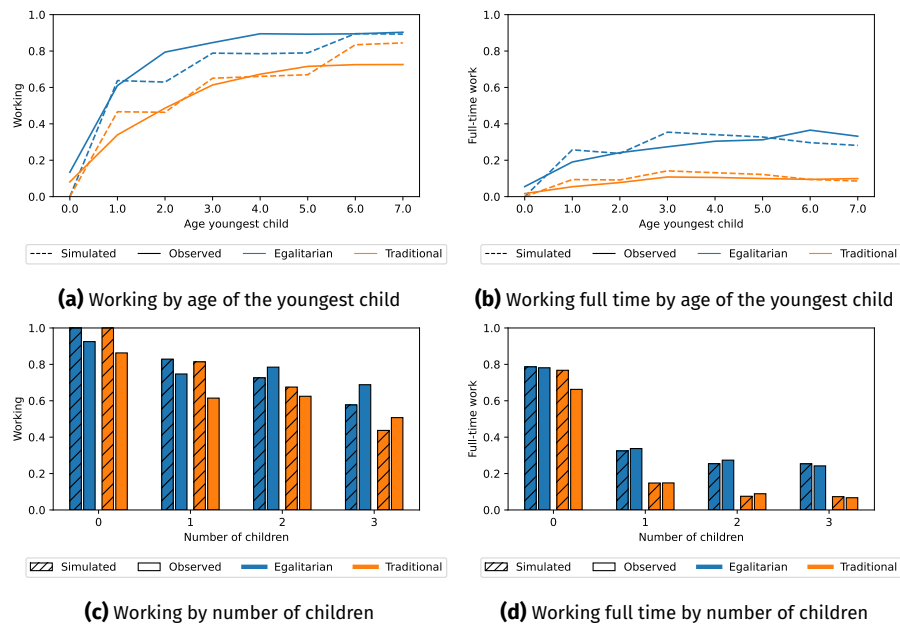 1.0
0.8
0.6
0.4
0.2
0.0
Working
0.0 1.0 2.0 3.0 4.0 5.0 6.0 7.0
Age youngest child
Simulated Observed Egalitarian Traditional
(a) Working by age of the youngest child
1.0
0.8
0.6
0.4
0.2
0.0
Full-time work
0.0 1.0 2.0 3.0 4.0 5.0 6.0 7.0
Age youngest child
Simulated Observed Egalitarian Traditional
(b) Working full time by age of the youngest child
1.0
0.8
0.6
0.4
0.2
0.0
Working
0 1 2 3
Number of children
Simulated Observed Egalitarian Traditional
(c) Working by number of children
1.0
0.8
0.6
0.4
0.2
0.0
Full-time work
0 1 2 3
Number of children
Simulated Observed Egalitarian Traditional
(d) Working full time by number of children